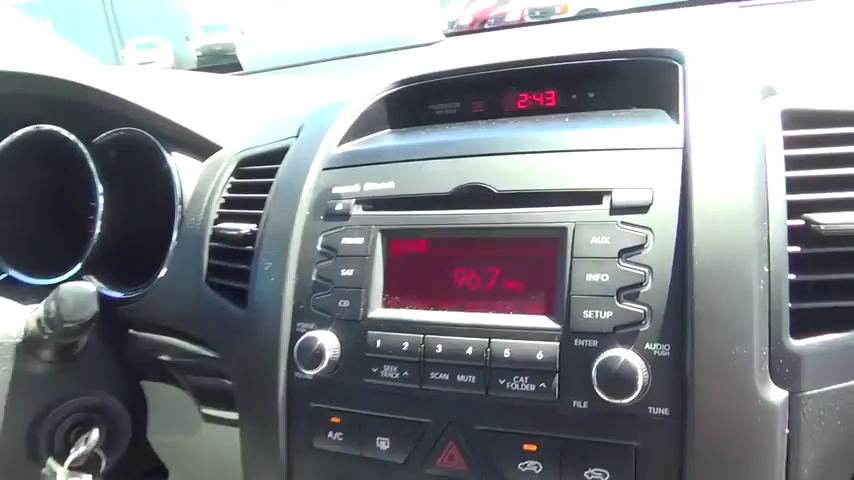 2:43
AUX
SAT
INFO
CD
SETUP
96.7
1 2 3 4 5 6
ENTER
AUDIO
PUSH
SEEK
TRACK
SCAN MUTE
CAT
FOLDER
FILE
TUNE
A/C